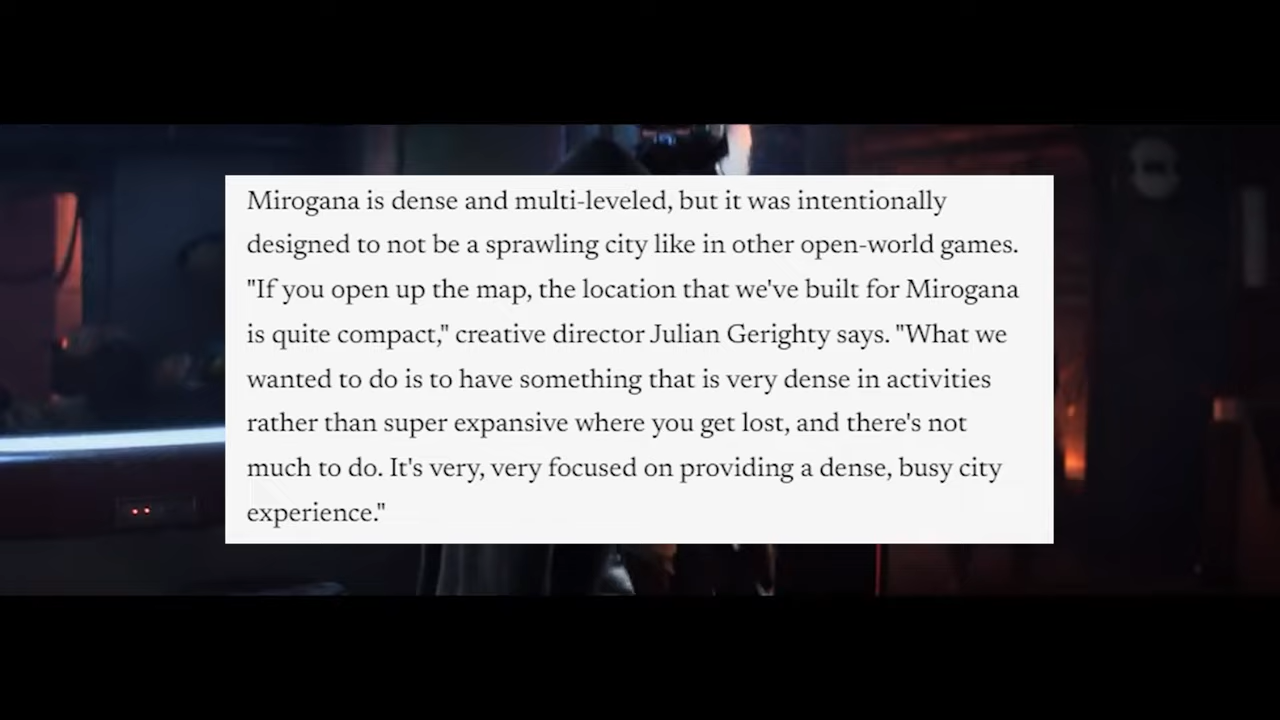 Mirogana is dense and multi-leveled, but it was intentionally
designed to not be a sprawling city like in other open-world games.
"If you open up the map, the location that we've built for Mirogana
is quite compact," creative director Julian Gerighty says. "What we
wanted to do is to have something that is very dense in activities
rather than super expansive where you get lost, and there's not
much to do. It's very, very focused on providing a dense, busy city
experience."